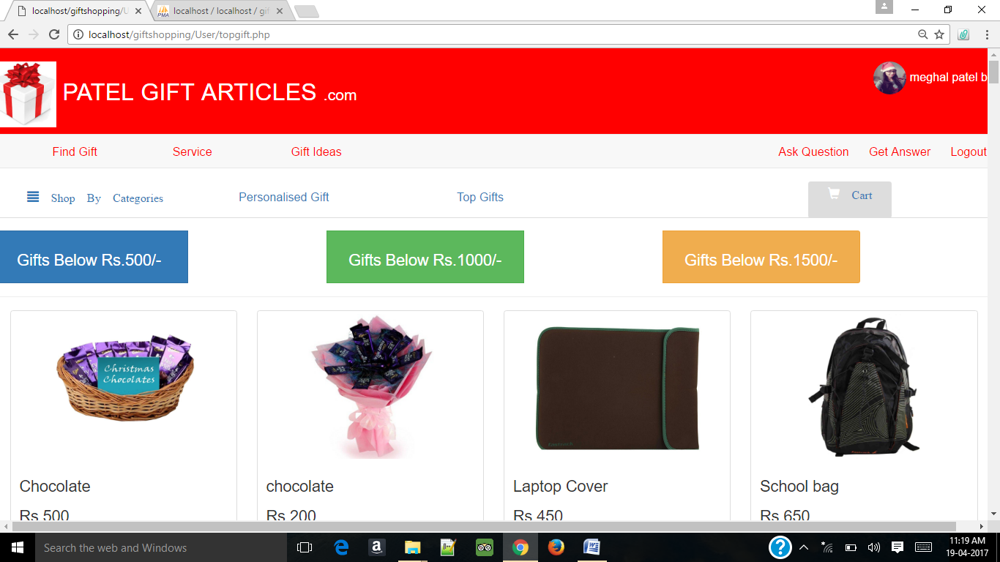 localhost/giftshopping/U
localhost / localhost / gif
localhost/giftshopping/User/topgift.php
PATEL GIFT ARTICLES .com
meghal patel b
Find Gift
Service
Gift Ideas
Ask Question
Get Answer
Logout
Shop By Categories
Personalised Gift
Top Gifts
Cart
Gifts Below Rs.500/-
Gifts Below Rs.1000/-
Gifts Below Rs.1500/-
Christmas
Chocolates
Chocolate
chocolate
Laptop Cover
School bag
Rs 500
Rs 200
Rs 450
Rs 650
Search the web and Windows
11:19 AM
19-04-2017